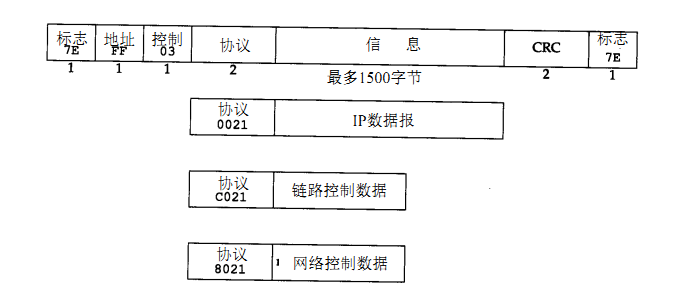 标志 地址 控制 协议 信 息 CRC 标志
7E FF 03 7E
1 1 1 2 最多1500字节 2 1
协议 IP数据报
0021
协议 链路控制数据
C021
协议 网络控制数据
8021